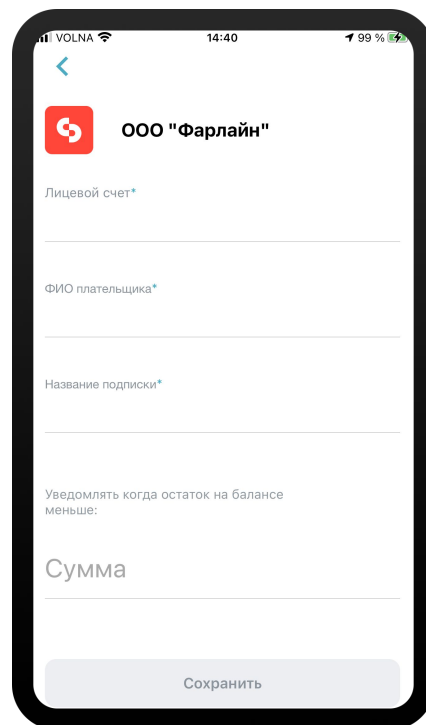 VOLNA 14:40 99 %
ООО "Фарлайн"
Лицевой счет*
ФИО плательщика*
Название подписки*
Уведомлять когда остаток на балансе
меньше:
Сумма
Сохранить